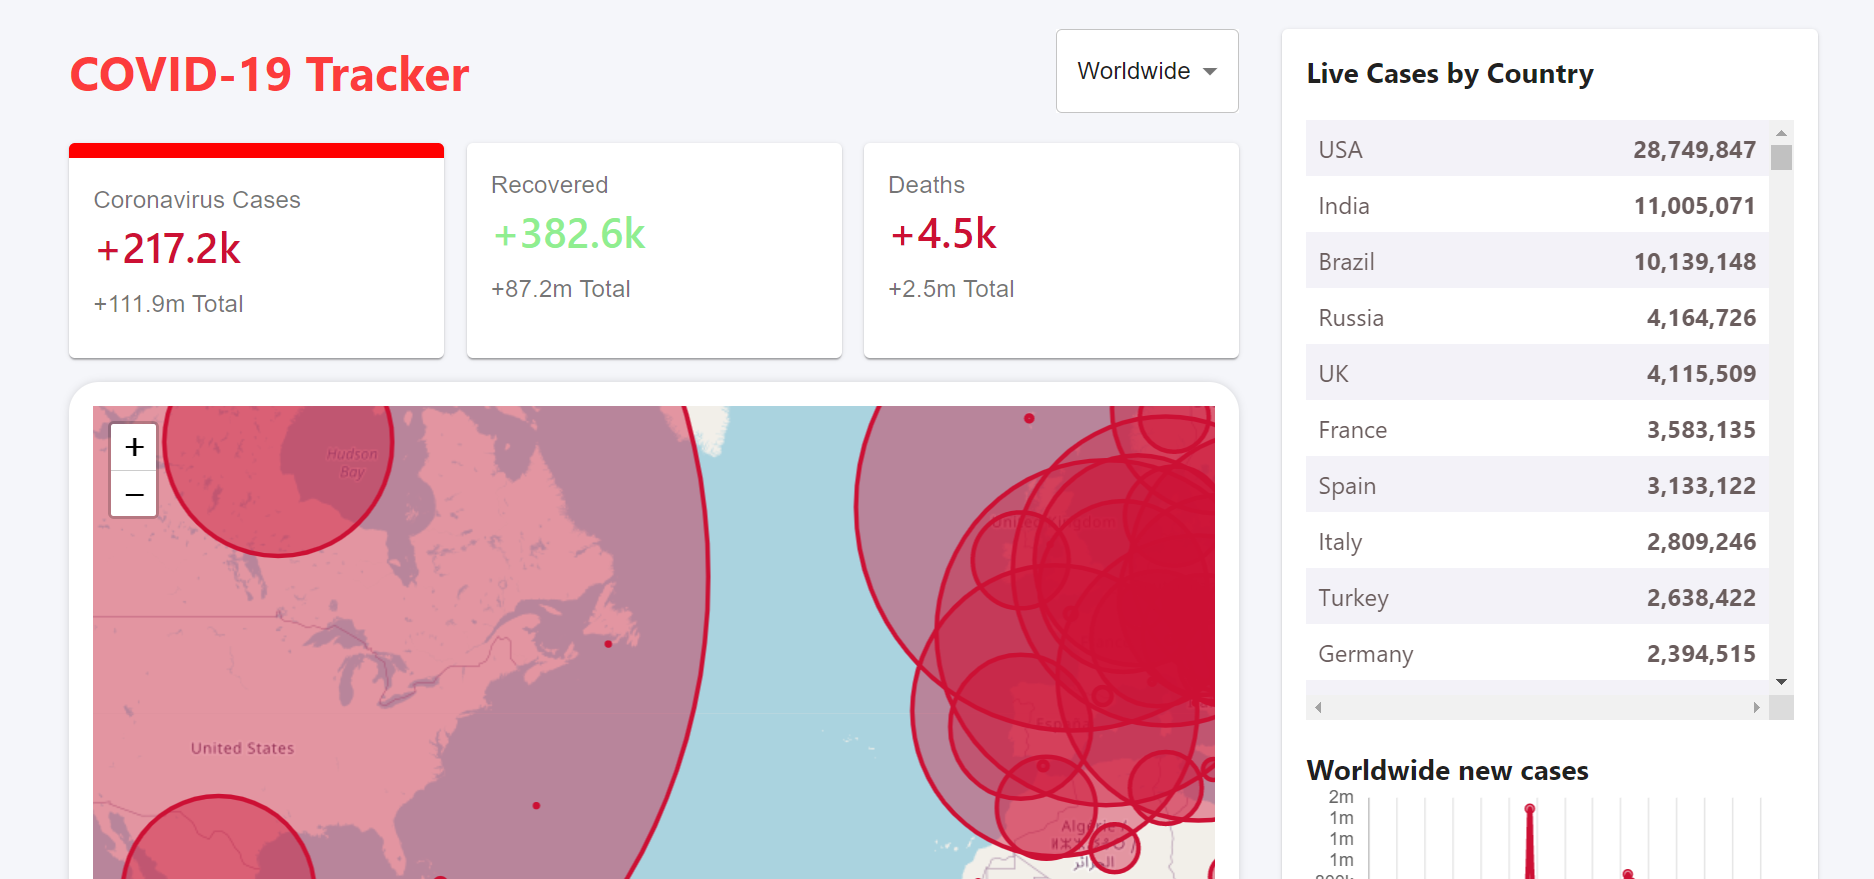 COVID-19 Tracker
Worldwide
Coronavirus Cases
+217.2k
+111.9m Total
Recovered
+382.6k
+87.2m Total
Deaths
+4.5k
+2.5m Total
+
−
Hudson
Bay
United Kingdom
España
United States
Algérie /
الجزائر
Live Cases by Country
USA 28,749,847
India 11,005,071
Brazil 10,139,148
Russia 4,164,726
UK 4,115,509
France 3,583,135
Spain 3,133,122
Italy 2,809,246
Turkey 2,638,422
Germany 2,394,515
Worldwide new cases
2m
1m
1m
1m